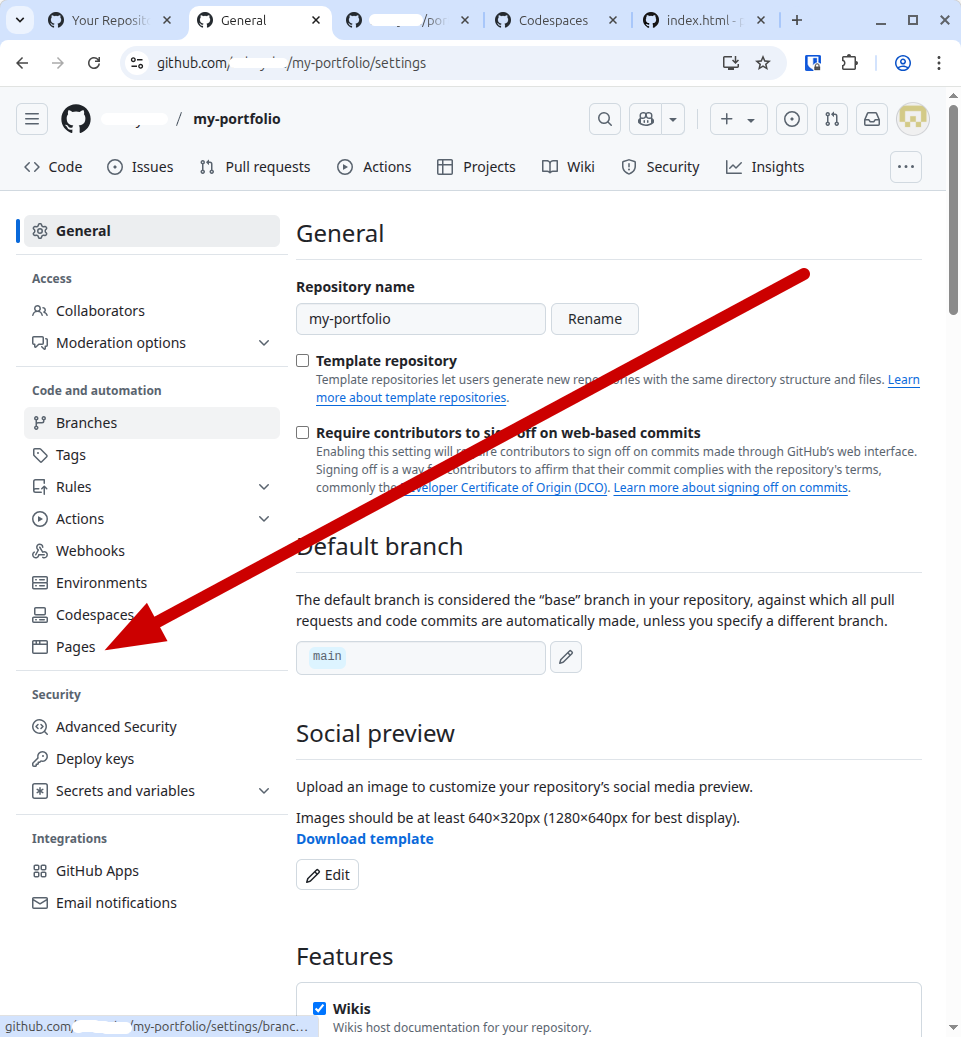 Your Reposit
General
/por
Codespaces
index.html - p
github.com/ /my-portfolio/settings
/ my-portfolio
Code Issues Pull requests Actions Projects Wiki Security Insights
General
Access
Collaborators
Moderation options
Code and automation
Branches
Tags
Rules
Actions
Webhooks
Environments
Codespaces
Pages
Security
Advanced Security
Deploy keys
Secrets and variables
Integrations
GitHub Apps
Email notifications
General
Repository name
my-portfolio Rename
Template repository
Template repositories let users generate new repositories with the same directory structure and files. Learn
more about template repositories.
Require contributors to sign off on web-based commits
Enabling this setting will require contributors to sign off on commits made through GitHub's web interface.
Signing off is a way for contributors to affirm that their commit complies with the repository's terms,
commonly the Developer Certificate of Origin (DCO). Learn more about signing off on commits.
Default branch
The default branch is considered the “base” branch in your repository, against which all pull
requests and code commits are automatically made, unless you specify a different branch.
main
Social preview
Upload an image to customize your repository's social media preview.
Images should be at least 640×320px (1280×640px for best display).
Download template
Edit
Features
Wikis
Wikis host documentation for your repository.
github.com/ /my-portfolio/settings/branc...